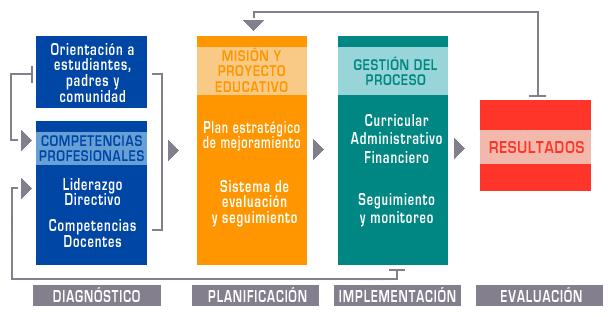 Orientación a
estudiantes,
padres y
comunidad
COMPETENCIAS
PROFESIONALES
Liderazgo
Directivo
Competencias
Docentes
MISIÓN Y
PROYECTO
EDUCATIVO
Plan estratégico
de mejoramiento
Sistema de
evaluación
y seguimiento
GESTIÓN DEL
PROCESO
Curricular
Administrativo
Financiero
Seguimiento
y monitoreo
RESULTADOS
DIAGNÓSTICO
PLANIFICACIÓN
IMPLEMENTACIÓN
EVALUACIÓN